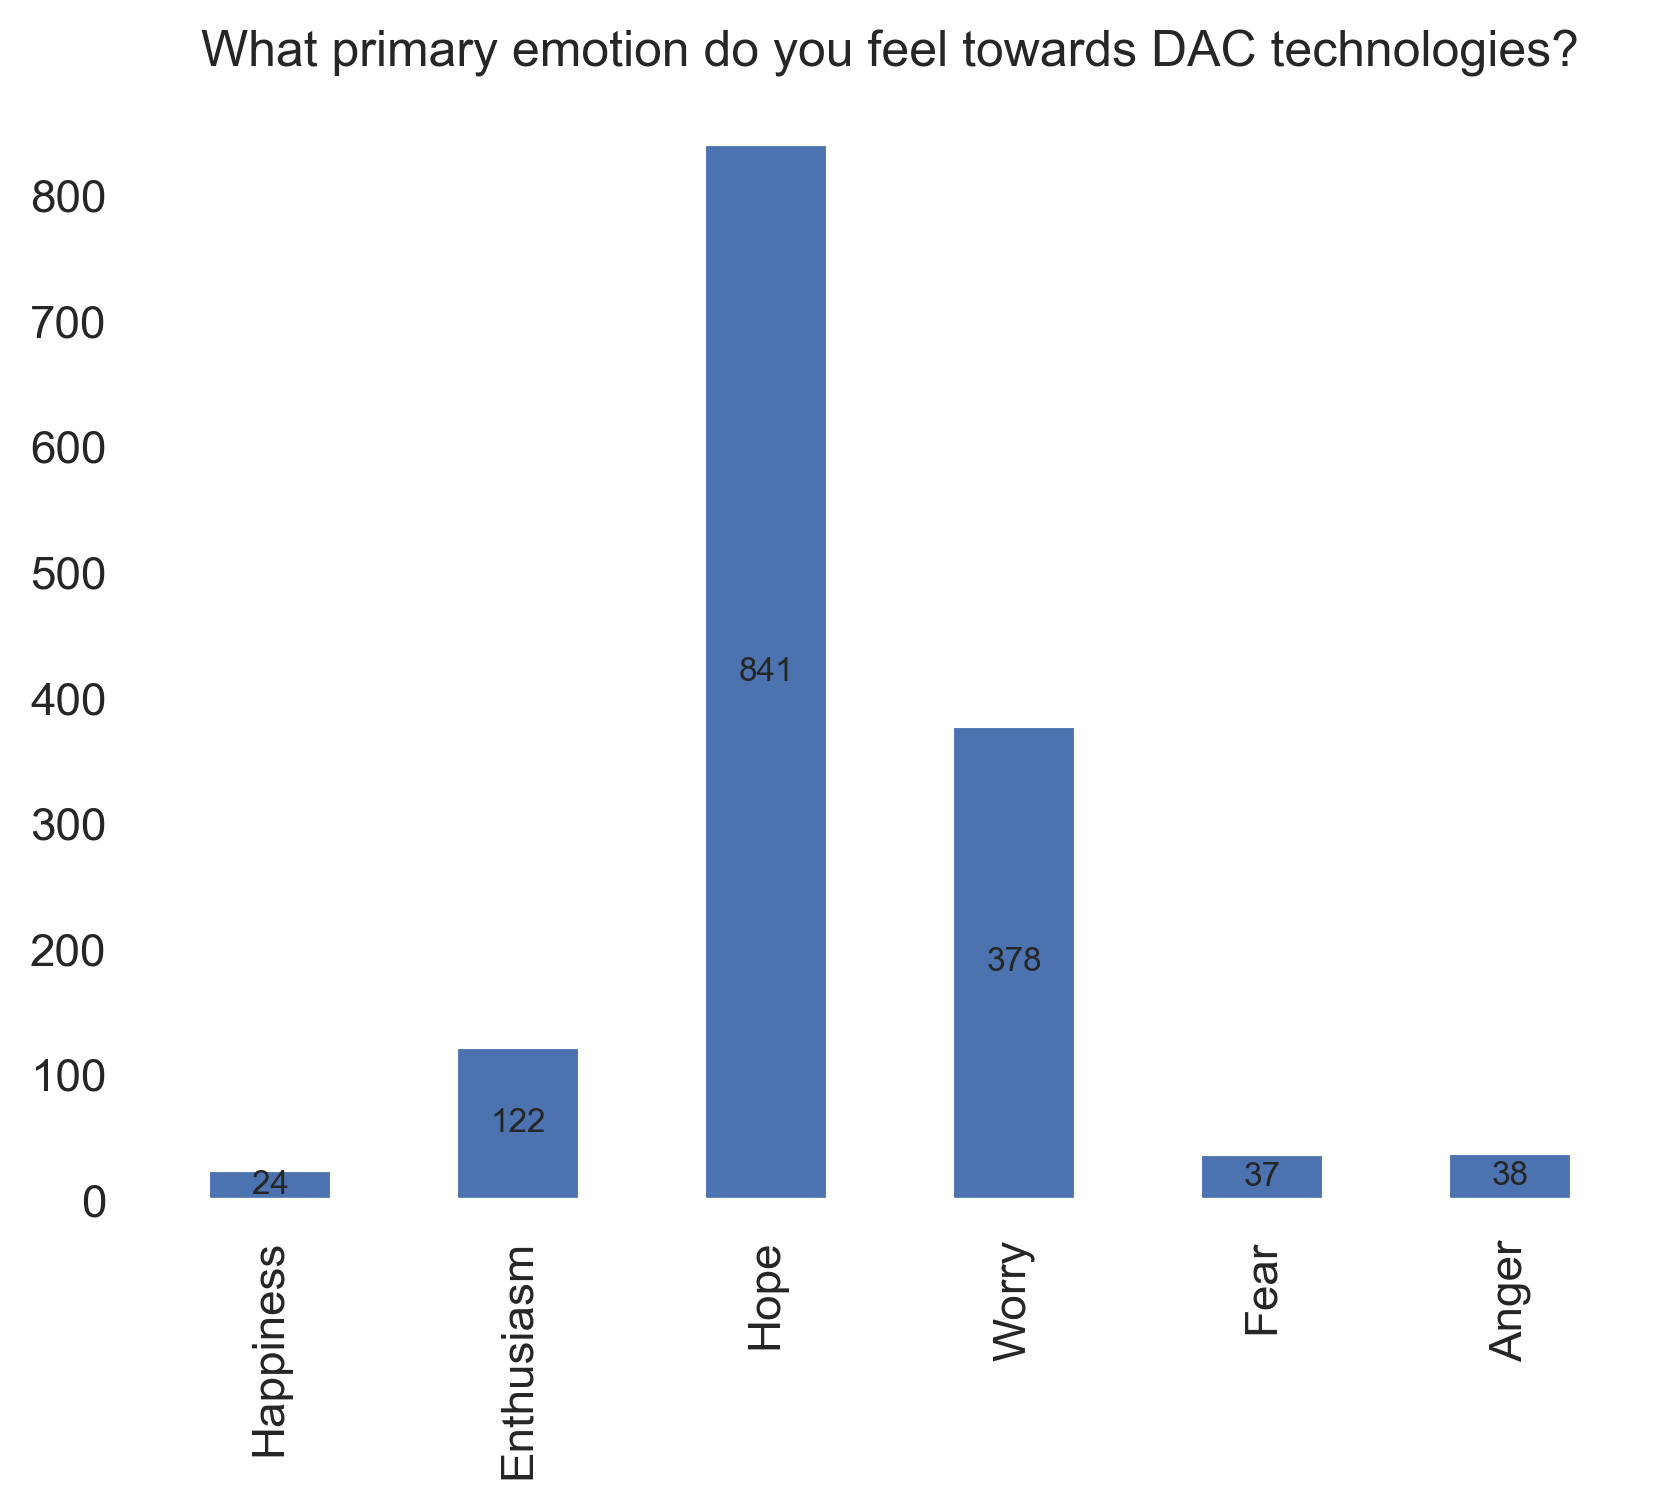 What primary emotion do you feel towards DAC technologies?
800
700
600
500
400
300
200
100
0
841
378
122
24
37
38
Happiness
Enthusiasm
Hope
Worry
Fear
Anger